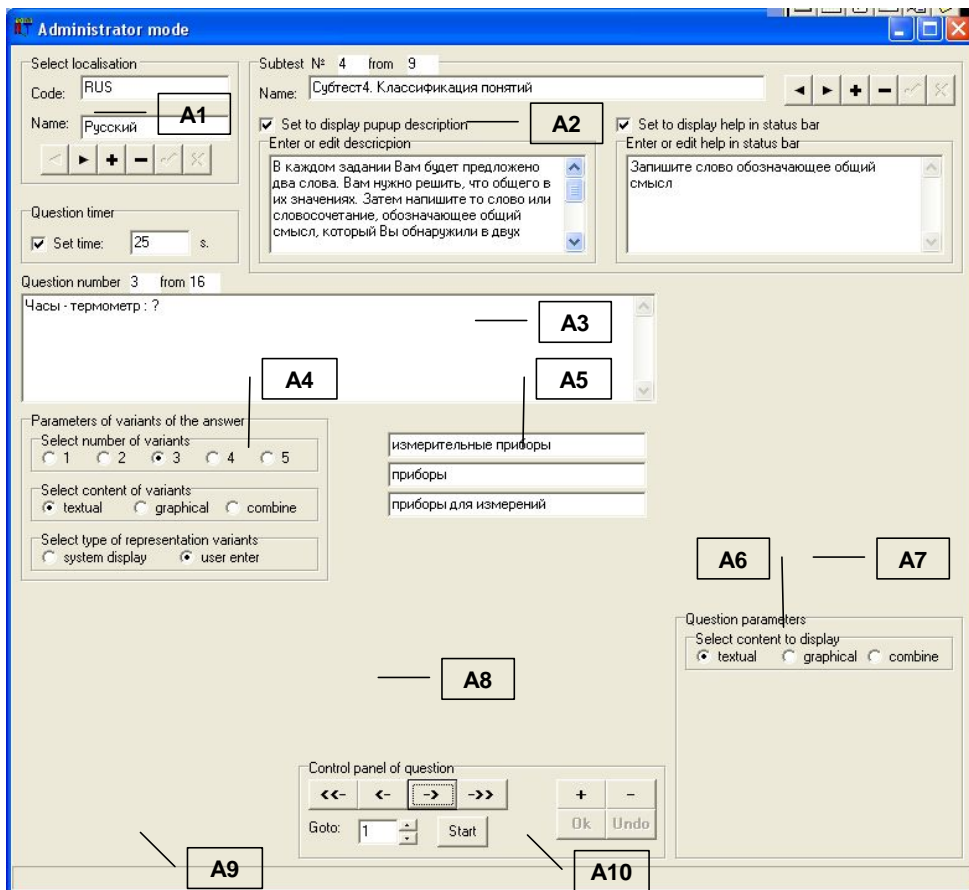 Administrator mode
Select localisation
Code: RUS
Name: Русский
A1
Subtest № 4 from 9
Name: Субтест4. Классификация понятий
Set to display pupup description
A2
Set to display help in status bar
Enter or edit descricpion
В каждом задании Вам будет предложено
два слова. Вам нужно решить, что общего в
их значениях. Затем напишите то слово или
словосочетание, обозначающее общий
смысл, который Вы обнаружили в двух
Enter or edit help in status bar
Запишите слово обозначающее общий
смысл
Question timer
Set time: 25 s.
Question number 3 from 16
Часы - термометр : ?
A3
A4
A5
Parameters of variants of the answer
Select number of variants
1 2 3 4 5
Select content of variants
textual graphical combine
Select type of representation variants
system display user enter
измерительные приборы
приборы
приборы для измерений
A6
A7
Question parameters
Select content to display
textual graphical combine
A8
Control panel of question
<<- <- -> ->>
+ -
Goto: 1 Start
Ok Undo
A9
A10